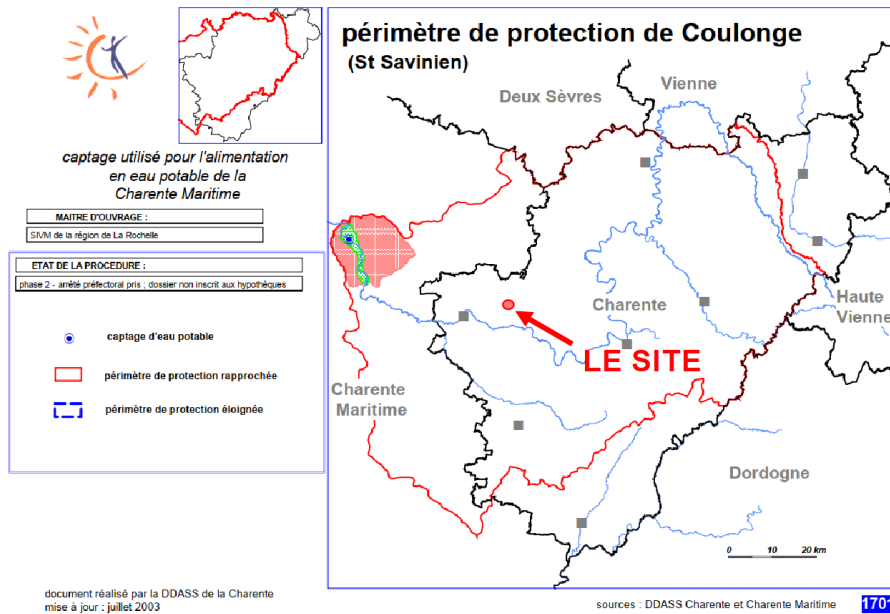 périmètre de protection de Coulonge
(St Savinien)
captage utilisé pour l'alimentation
en eau potable de la
Charente Maritime
MAITRE D'OUVRAGE :
SIVM de la région de La Rochelle
ETAT DE LA PROCEDURE :
phase 2 - arrêté préfectoral pris ; dossier non inscrit aux hypothèques
captage d'eau potable
périmètre de protection rapprochée
périmètre de protection éloignée
Deux Sèvres
Vienne
Charente
Haute
Vienne
LE SITE
Charente
Maritime
Dordogne
0 10 20 km
document réalisé par la DDASS de la Charente
mise à jour : juillet 2003
sources : DDASS Charente et Charente Maritime
1701